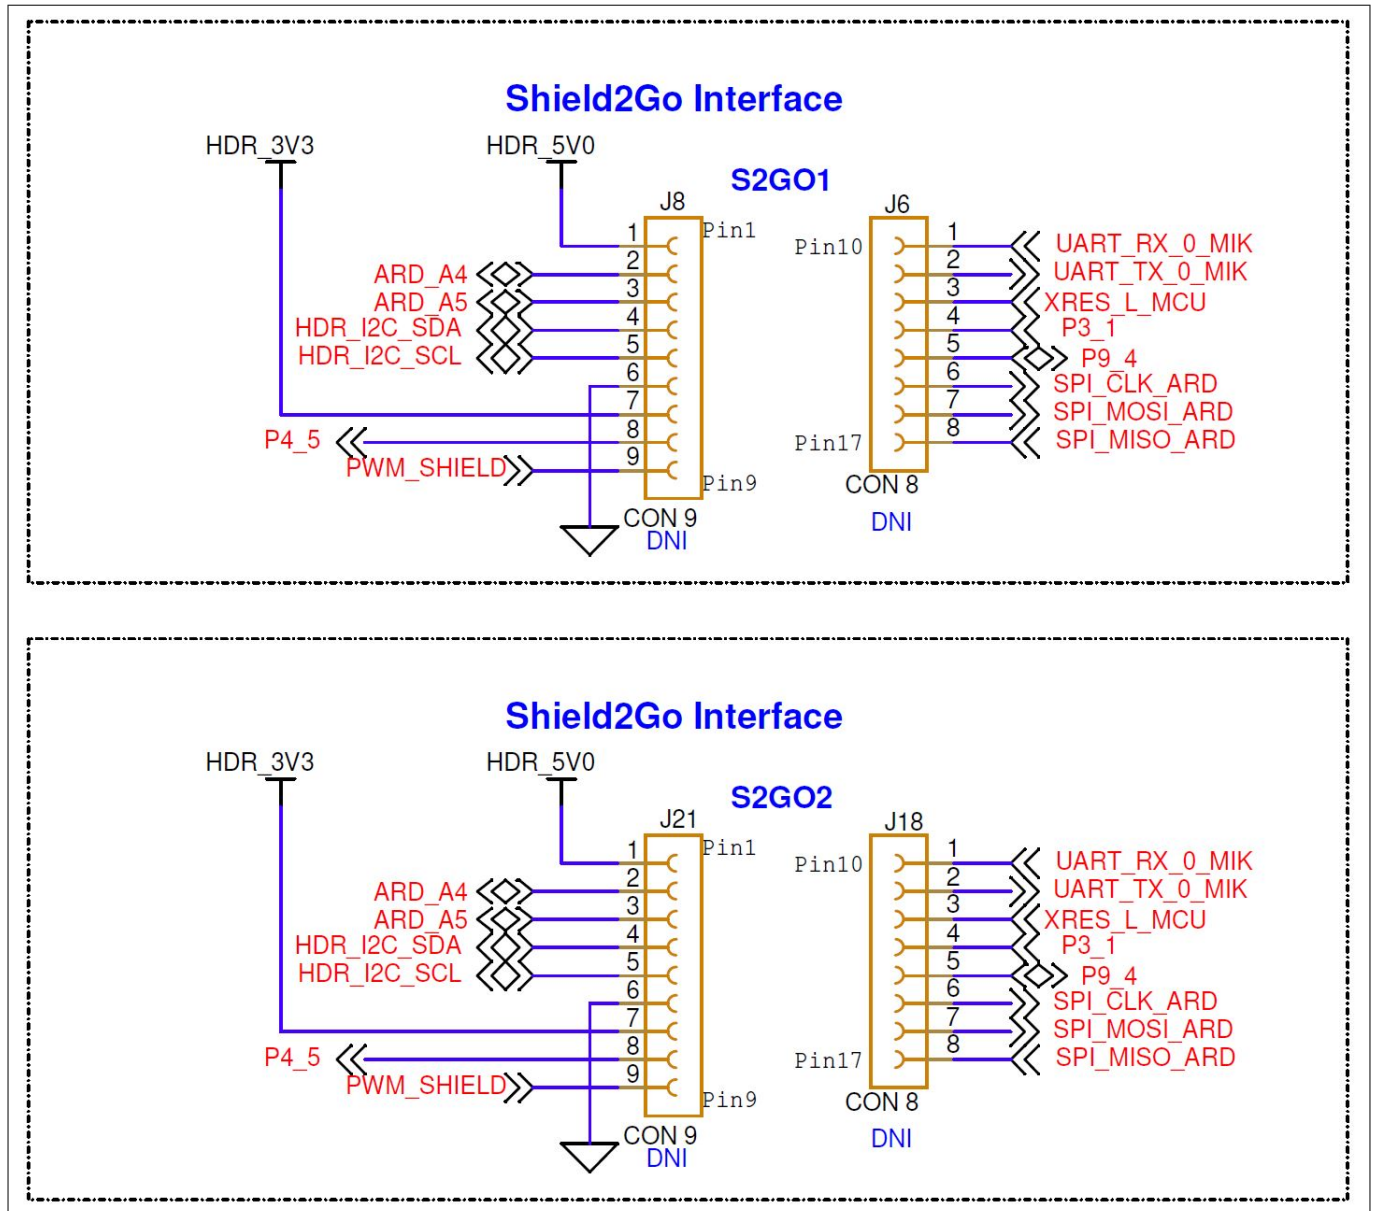 Shield2Go Interface
HDR_3V3 HDR_5V0
S2GO1
J8 J6
1 Pin1 Pin10 1 UART_RX_0_MIK
ARD_A4 2 2 UART_TX_0_MIK
ARD_A5 3 3 XRES_L_MCU
HDR_I2C_SDA 4 4 P3_1
HDR_I2C_SCL 5 5 P9_4
6 6 SPI_CLK_ARD
7 7 SPI_MOSI_ARD
P4_5 8 Pin17 8 SPI_MISO_ARD
PWM_SHIELD 9 Pin9
CON 9 CON 8
DNI DNI
Shield2Go Interface
HDR_3V3 HDR_5V0
S2GO2
J21 J18
1 Pin1 Pin10 1 UART_RX_0_MIK
ARD_A4 2 2 UART_TX_0_MIK
ARD_A5 3 3 XRES_L_MCU
HDR_I2C_SDA 4 4 P3_1
HDR_I2C_SCL 5 5 P9_4
6 6 SPI_CLK_ARD
7 7 SPI_MOSI_ARD
P4_5 8 Pin17 8 SPI_MISO_ARD
PWM_SHIELD 9 Pin9
CON 9 CON 8
DNI DNI